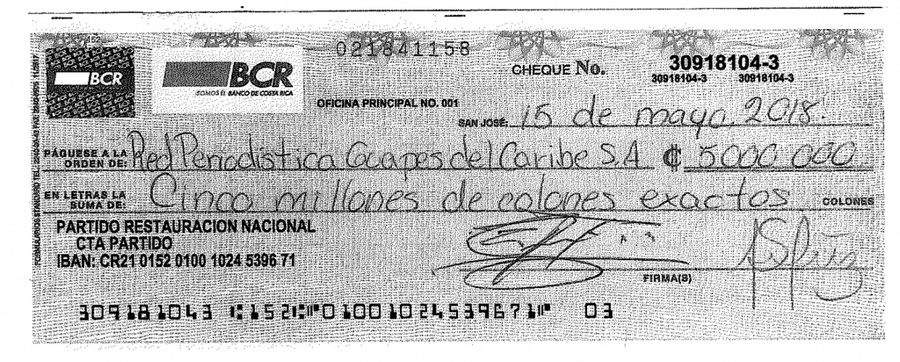 021841158
BCR
BCR
SOMOS EL BANCO DE COSTA RICA
CHEQUE No. 30918104-3
30918104-3 30918104-3
OFICINA PRINCIPAL NO. 001
SAN JOSÉ: 15 de mayo 2018.
PÁGUESE A LA ORDEN DE: Red Periodística Guapes del Caribe S.A ₡ 5000 000
EN LETRAS LA SUMA DE: Cinco millones de colones exactos COLONES
PARTIDO RESTAURACION NACIONAL
CTA PARTIDO
IBAN: CR21 0152 0100 1024 5396 71
FIRMA(S)
309181043 ⑆152⑆⑈01001024539671⑈ 03